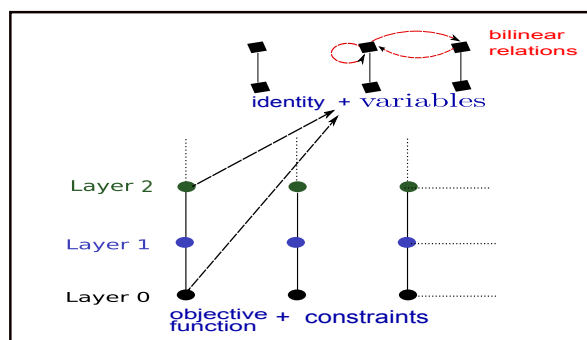 bilinear
relations
identity + variables
Layer 2
Layer 1
Layer 0
objective
function + constraints